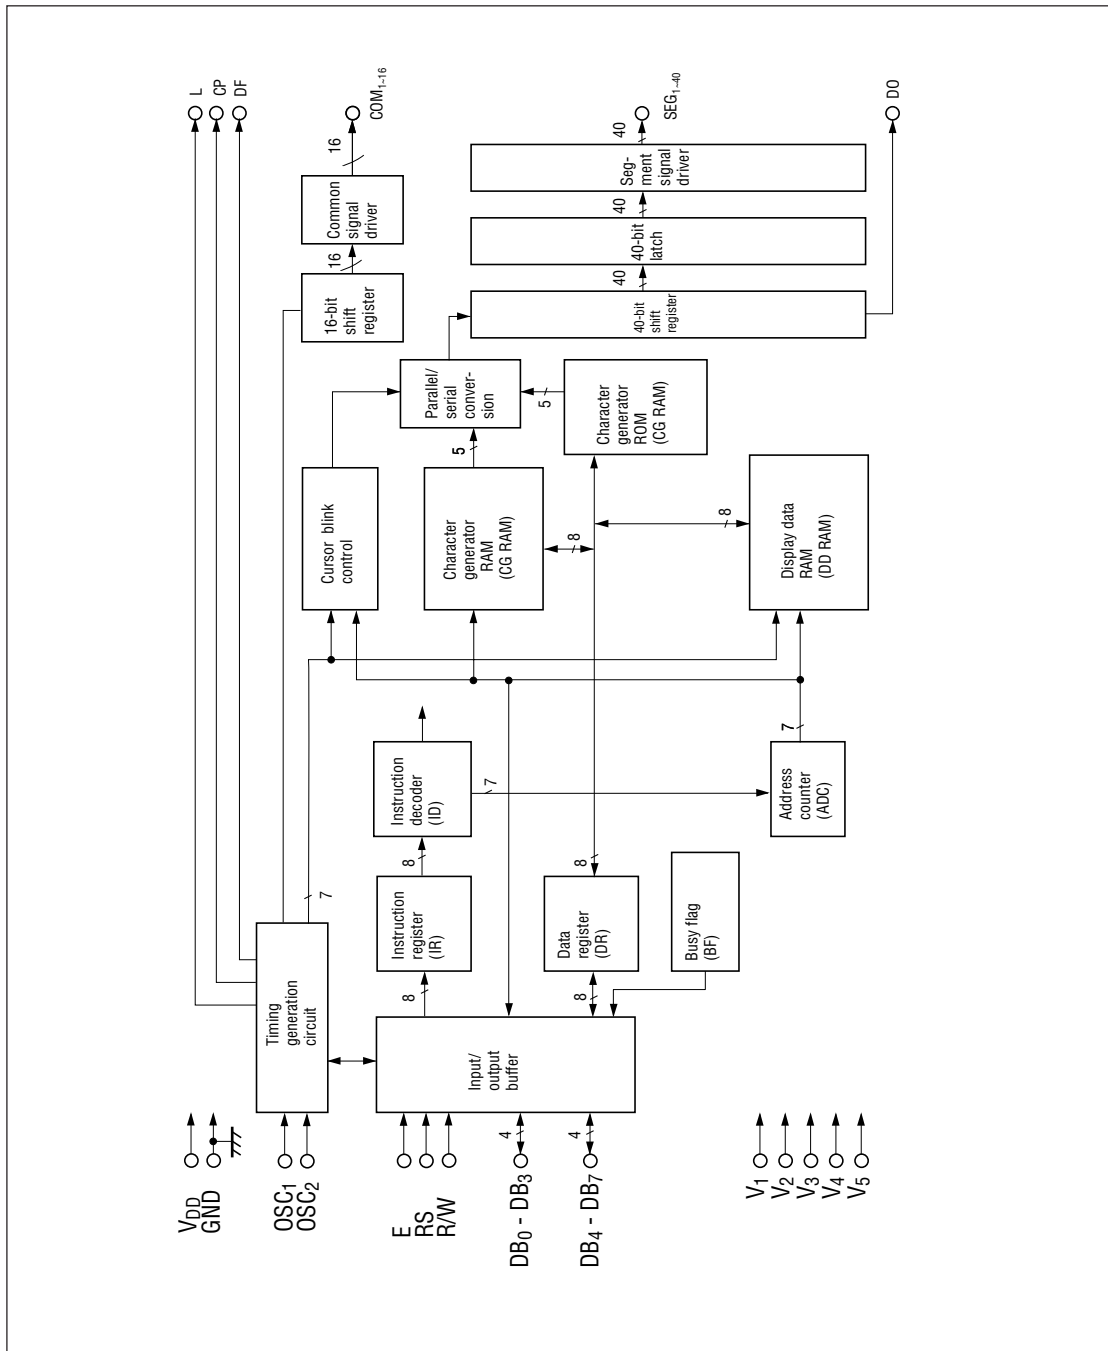 L
CP
DF
COM1~16
SEG1~40
DO
16
40
Common
signal
driver
Seg-
ment
signal
driver
16
40
40-bit
latch
16-bit
shift
register
40
40-bit
shift
register
Parallel/
serial
conver-
sion
5
5
Character
generator
ROM
(CG RAM)
Cursor blink
control
Character
generator
RAM
(CG RAM)
8
8
Display data
RAM
(DD RAM)
7
Instruction
decoder
(ID)
7
Address
counter
(ADC)
7
8
8
Instruction
register
(IR)
Data
register
(DR)
Busy flag
(BF)
8
8
Timing
generation
circuit
Input/
output
buffer
4
4
VDD
GND
OSC1
OSC2
E
RS
R/W
DB0 - DB3
DB4 - DB7
V1
V2
V3
V4
V5